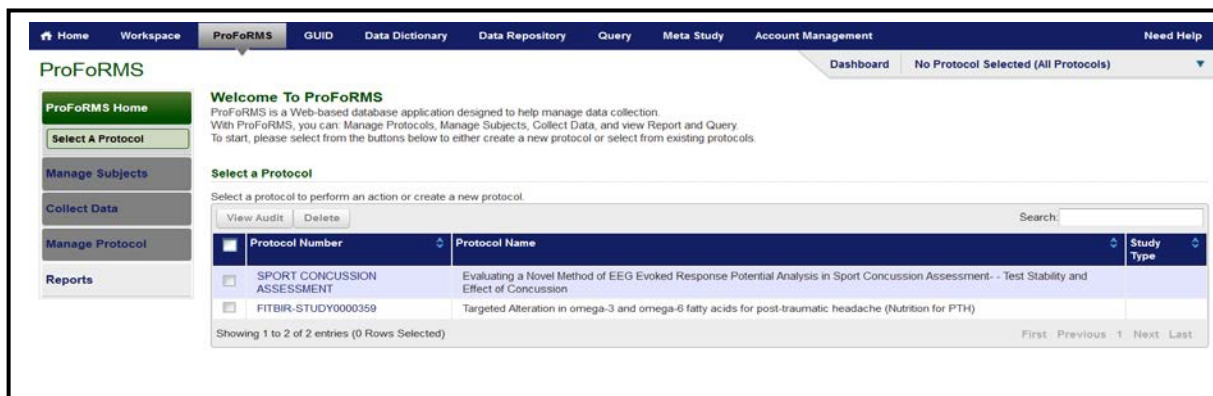 Home Workspace ProFoRMS GUID Data Dictionary Data Repository Query Meta Study Account Management Need Help
ProFoRMS
Dashboard No Protocol Selected (All Protocols)
ProFoRMS Home
Select A Protocol
Manage Subjects
Collect Data
Manage Protocol
Reports
Welcome To ProFoRMS
ProFoRMS is a Web-based database application designed to help manage data collection.
With ProFoRMS, you can: Manage Protocols, Manage Subjects, Collect Data, and view Report and Query.
To start, please select from the buttons below to either create a new protocol or select from existing protocols.
Select a Protocol
Select a protocol to perform an action or create a new protocol.
View Audit Delete Search:
Protocol Number Protocol Name Study
Type
SPORT CONCUSSION
ASSESSMENT
Evaluating a Novel Method of EEG Evoked Response Potential Analysis in Sport Concussion Assessment- - Test Stability and
Effect of Concussion
FITBIR-STUDY0000359 Targeted Alteration in omega-3 and omega-6 fatty acids for post-traumatic headache (Nutrition for PTH)
Showing 1 to 2 of 2 entries (0 Rows Selected) First Previous 1 Next Last